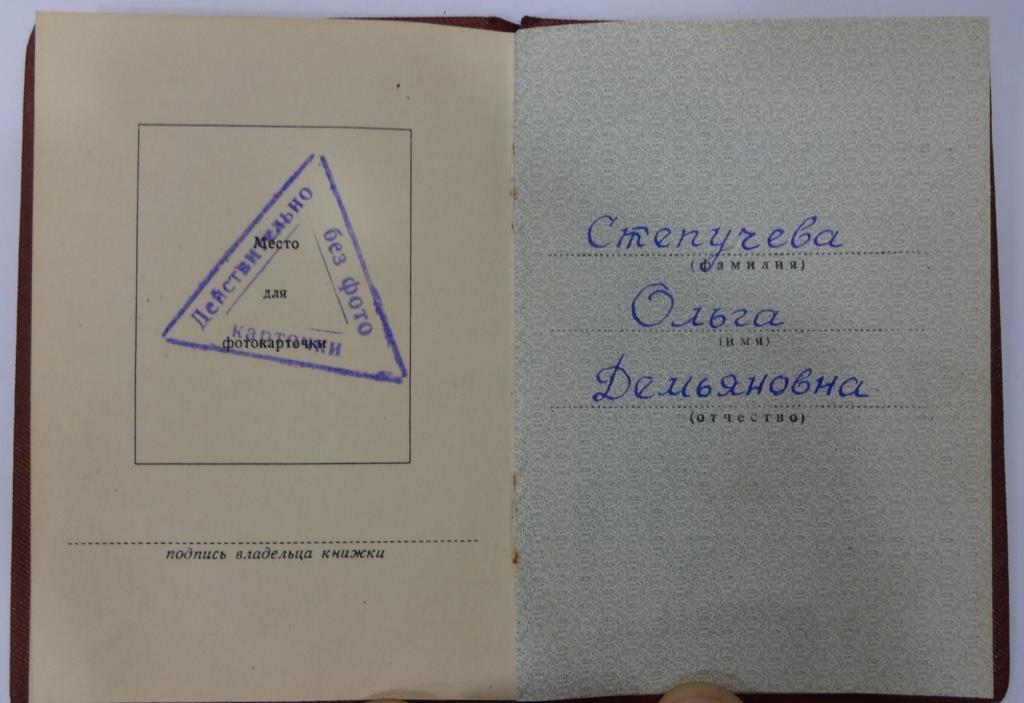 Место
для
фотокарточки
Действительно
без фото
карточки
подпись владельца книжки
Степучева
(фамилия)
Ольга
(имя)
Демьяновна
(отчество)